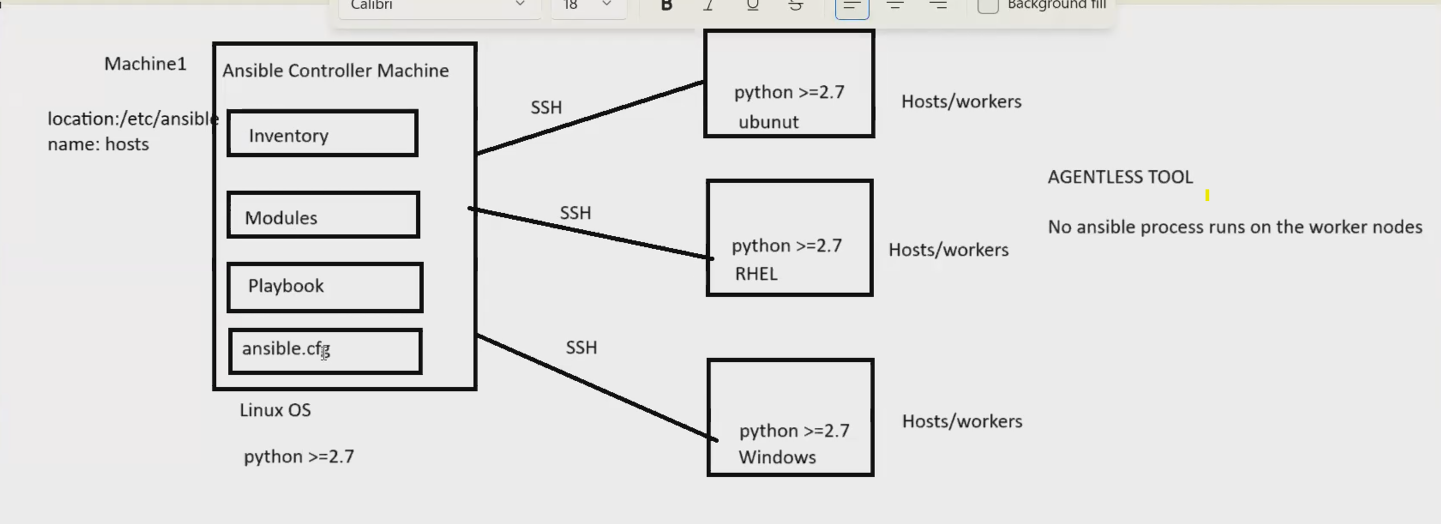 Calibri
18
B
I
U
S
Background fill
Machine1
Ansible Controller Machine
location:/etc/ansible
name: hosts
Inventory
Modules
Playbook
ansible.cfg
Linux OS
python >=2.7
SSH
python >=2.7
ubunut
Hosts/workers
SSH
python >=2.7
RHEL
Hosts/workers
SSH
python >=2.7
Windows
Hosts/workers
AGENTLESS TOOL
No ansible process runs on the worker nodes